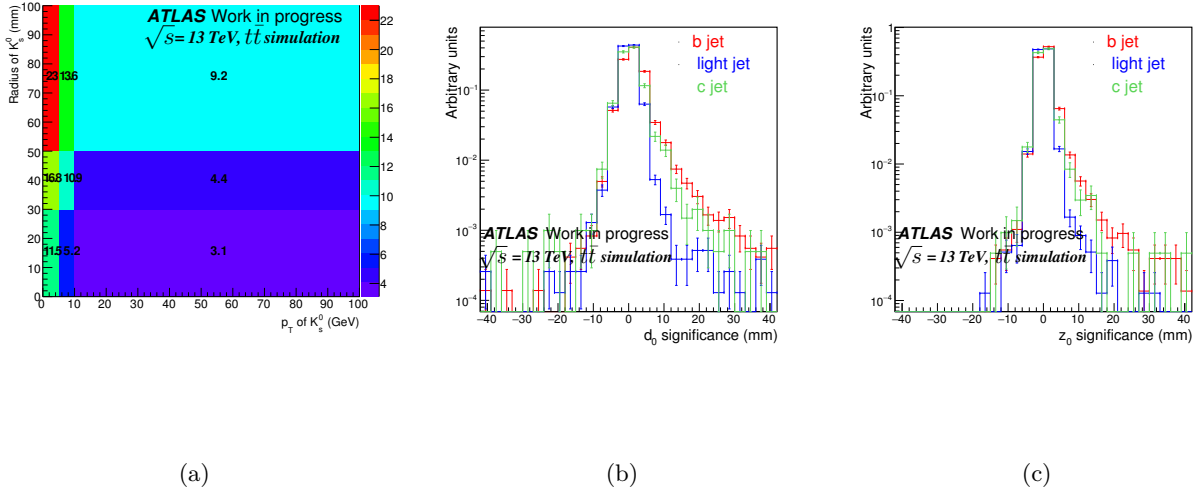 ATLAS Work in progress
√s = 13 TeV, tt̄ simulation
Radius of K⁰ₛ (mm)
100
90
80
70
60
50
40
30
20
10
0
23 13.6 9.2
16.8 10.9 4.4
11.5 5.2 3.1
0 10 20 30 40 50 60 70 80 90 100
p_T of K⁰ₛ (GeV)
22
20
18
16
14
12
10
8
6
4
Arbitrary units
1
10⁻¹
10⁻²
10⁻³
10⁻⁴
b jet
light jet
c jet
ATLAS Work in progress
√s = 13 TeV, tt̄ simulation
−40 −30 −20 −10 0 10 20 30 40
d₀ significance (mm)
Arbitrary units
1
10⁻¹
10⁻²
10⁻³
10⁻⁴
b jet
light jet
c jet
ATLAS Work in progress
√s = 13 TeV, tt̄ simulation
−40 −30 −20 −10 0 10 20 30 40
z₀ significance (mm)
(a) (b) (c)